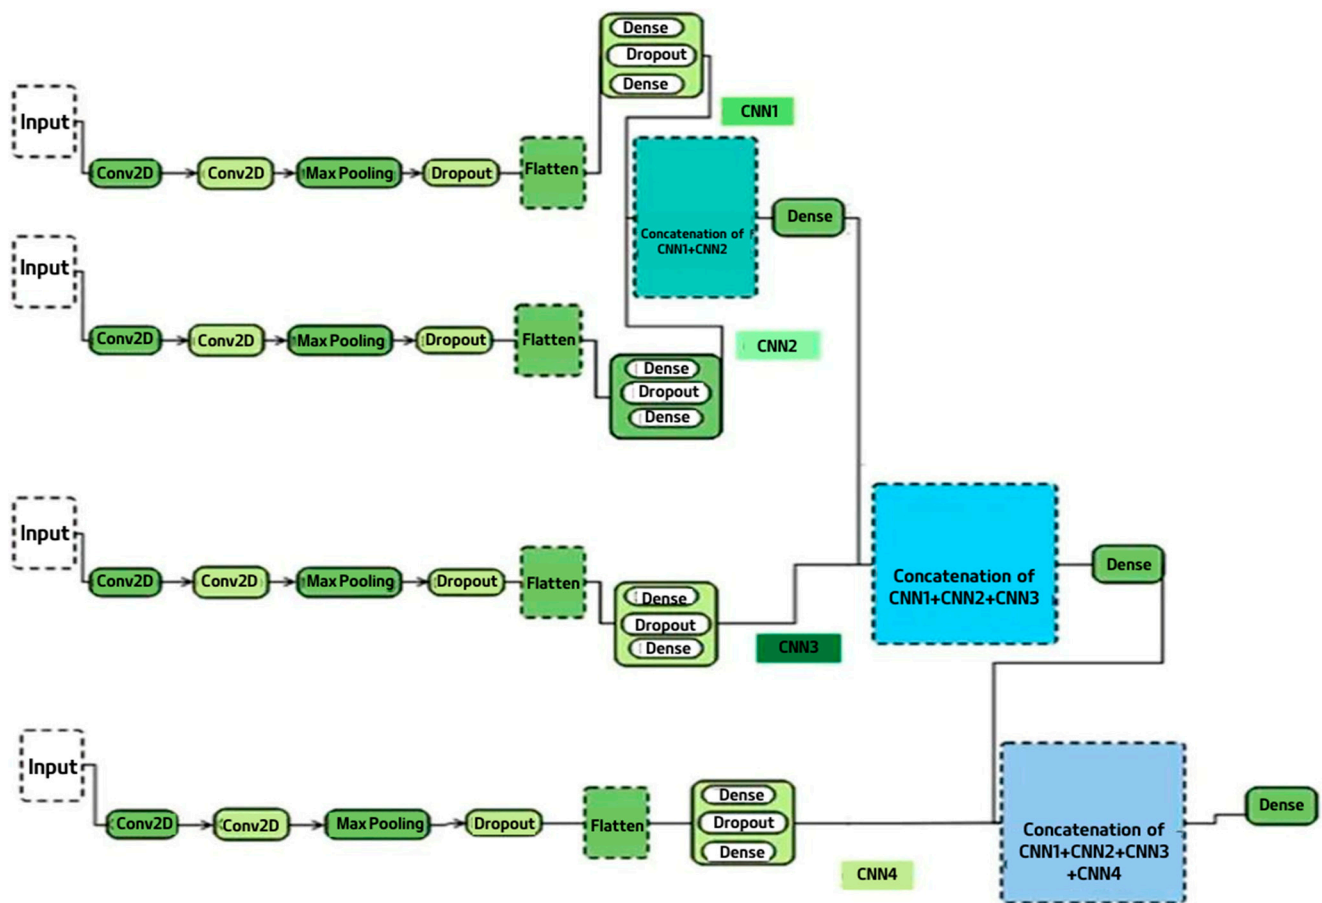 Dense
Dropout
Dense
Input
CNN1
Conv2D
Conv2D
Max Pooling
Dropout
Flatten
Dense
Concatenation of
CNN1+CNN2
Input
Conv2D
Conv2D
Max Pooling
Dropout
Flatten
CNN2
Dense
Dropout
Dense
Input
Conv2D
Conv2D
Max Pooling
Dropout
Flatten
Dense
Dropout
Dense
CNN3
Concatenation of
CNN1+CNN2+CNN3
Dense
Input
Conv2D
Conv2D
Max Pooling
Dropout
Flatten
Dense
Dropout
Dense
CNN4
Concatenation of
CNN1+CNN2+CNN3
+CNN4
Dense